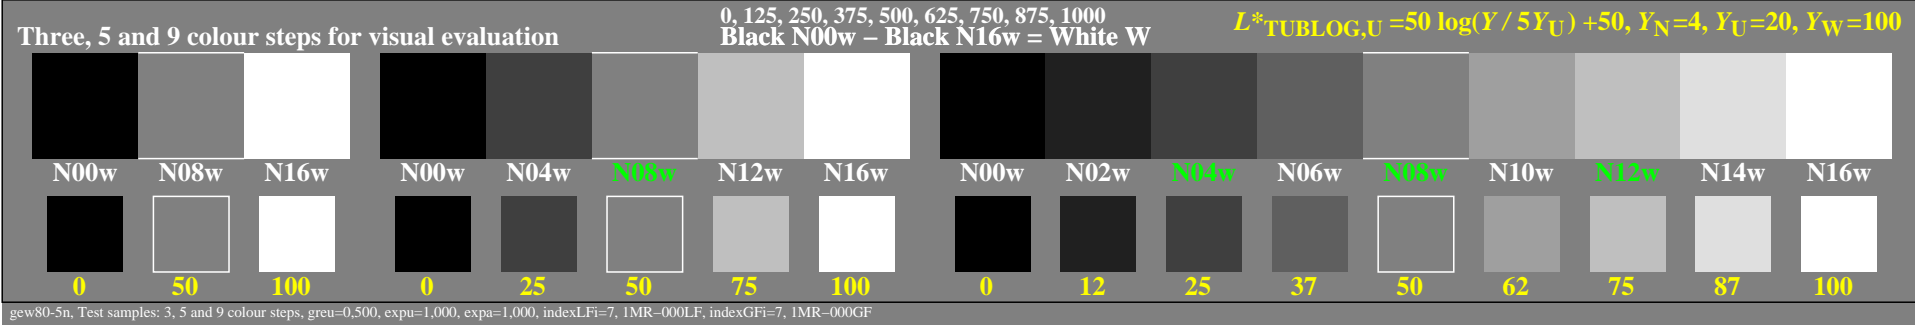 Three, 5 and 9 colour steps for visual evaluation
0, 125, 250, 375, 500, 625, 750, 875, 1000
Black N00w – Black N16w = White W
L*TUBLOG,U =50 log(Y / 5YU) +50, YN=4, YU=20, YW=100
N00w N08w N16w N00w N04w N08w N12w N16w N00w N02w N04w N06w N08w N10w N12w N14w N16w
0 50 100 0 25 50 75 100 0 12 25 37 50 62 75 87 100
gew80-5n, Test samples: 3, 5 and 9 colour steps, greu=0,500, expu=1,000, expa=1,000, indexLFi=7, 1MR–000LF, indexGFi=7, 1MR–000GF